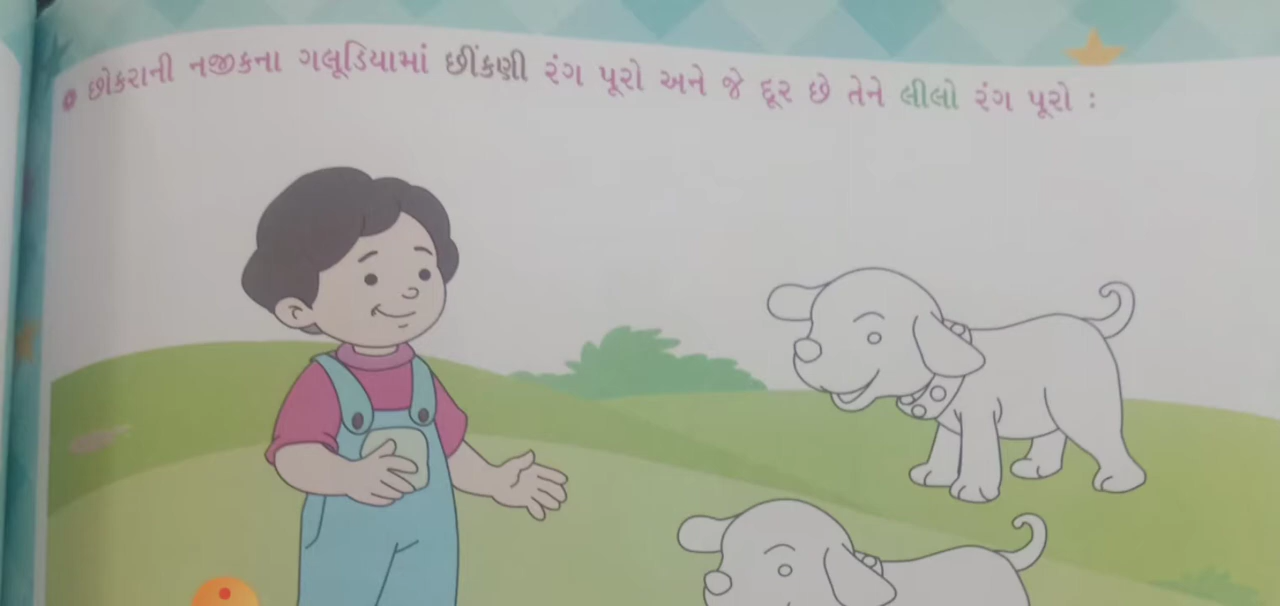 છોકરાની નજીકના ગલૂડિયામાં છીંકણી રંગ પૂરો અને જે દૂર છે તેને લીલો રંગ પૂરો :